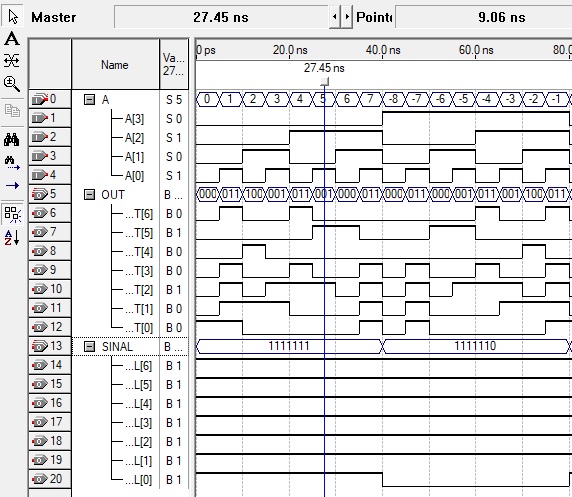 Master: 27.45 ns Pointe 9.06 ns
Name Va... 27... 0 ps 20.0 ns 40.0 ns 60.0 ns 80.0
27.45 ns
0 A S 5 0 1 2 3 4 5 6 7 -8 -7 -6 -5 -4 -3 -2 -1
1 A[3] S 0
2 A[2] S 1
3 A[1] S 0
4 A[0] S 1
5 OUT B ... 000 011 100 001 011 001 000 011 000 011 000 001 011 001 100 011
6 ...T[6] B 0
7 ...T[5] B 1
8 ...T[4] B 0
9 ...T[3] B 0
10 ...T[2] B 1
11 ...T[1] B 0
12 ...T[0] B 0
13 SINAL B ... 1111111 1111110
14 ...L[6] B 1
15 ...L[5] B 1
16 ...L[4] B 1
17 ...L[3] B 1
18 ...L[2] B 1
19 ...L[1] B 1
20 ...L[0] B 1